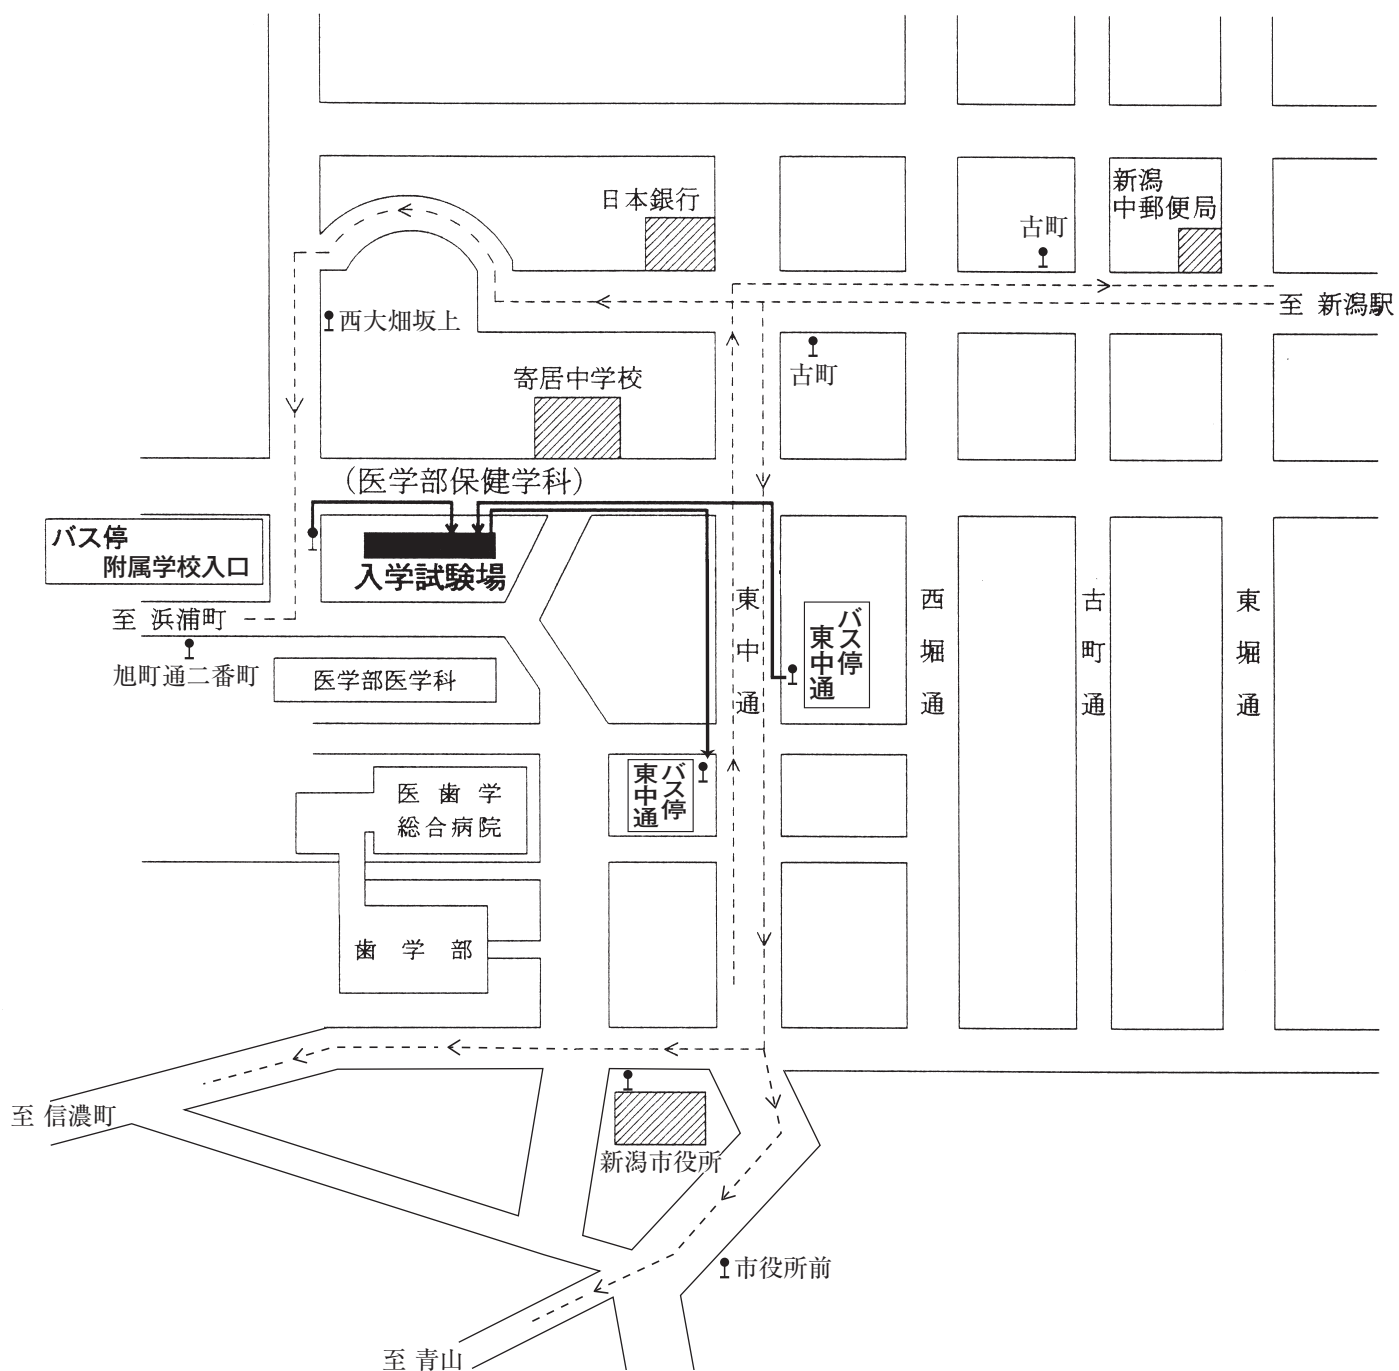 日本銀行
新潟
中郵便局
古町
至 新潟駅
西大畑坂上
古町
寄居中学校
(医学部保健学科)
バス停
附属学校入口
入学試験場
至 浜浦町
旭町通二番町
医学部医学科
東中通
バス停
東中通
西堀通
古町通
東堀通
バス停
東中通
医歯学
総合病院
歯学部
至 信濃町
新潟市役所
市役所前
至 青山